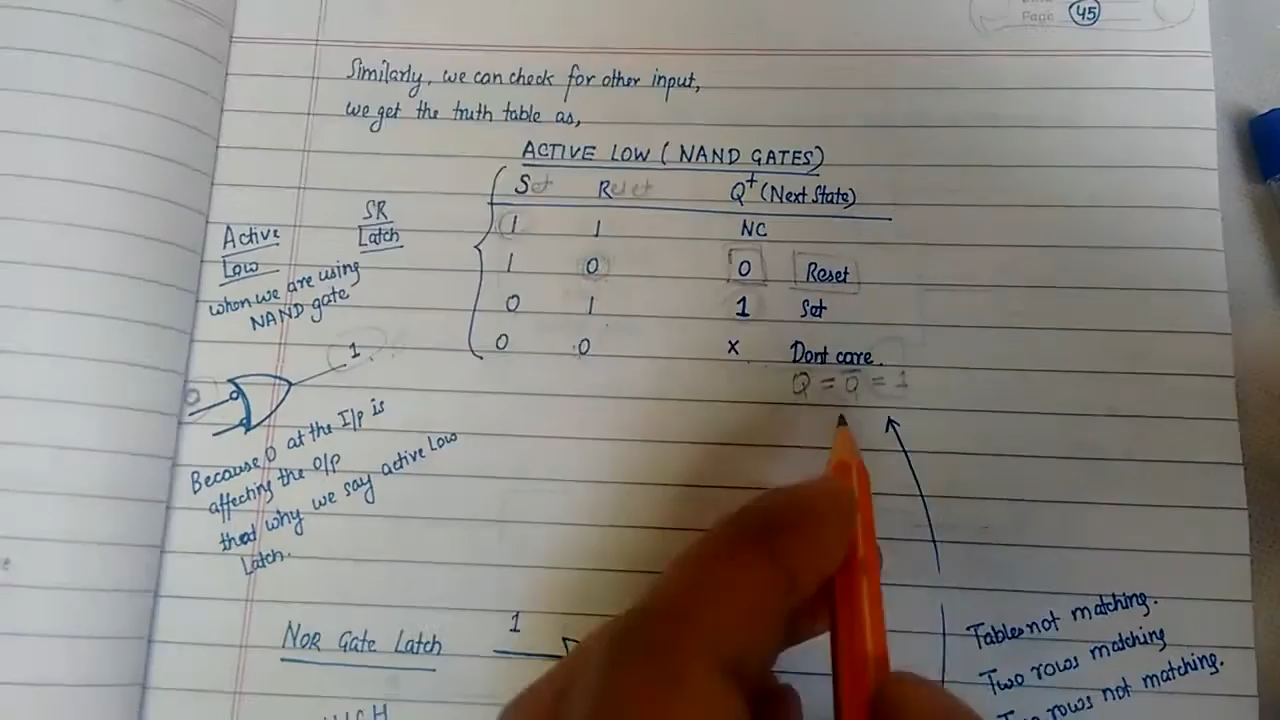 Page 45
Similarly, we can check for other input,
we get the truth table as,
ACTIVE LOW (NAND GATES)
Set Reset Q+ (Next State)
1 1 NC
1 0 0 Reset
0 1 1 Set
0 0 x Dont care.
Q = Q̅ = 1
SR
Latch
Active
Low
when we are using
NAND gate
0 1
Because 0 at the I/p is
affecting the O/p
that why we say active Low
Latch.
NOR Gate Latch 1
Table not matching.
Two rows matching
rows not matching.